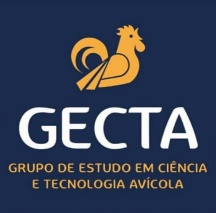 GECTA
GRUPO DE ESTUDO EM CIÊNCIA
E TECNOLOGIA AVÍCOLA